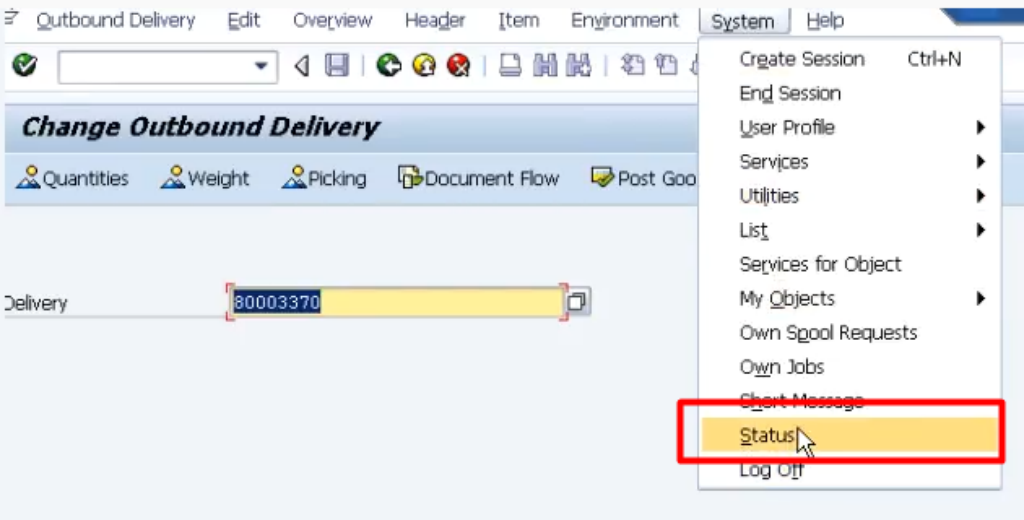 Outbound Delivery Edit Overview Header Item Environment System Help
Change Outbound Delivery
Quantities Weight Picking Document Flow Post Goo
Delivery 80003370
Create Session Ctrl+N
End Session
User Profile
Services
Utilities
List
Services for Object
My Objects
Own Spool Requests
Own Jobs
Short Message
Status
Log Off